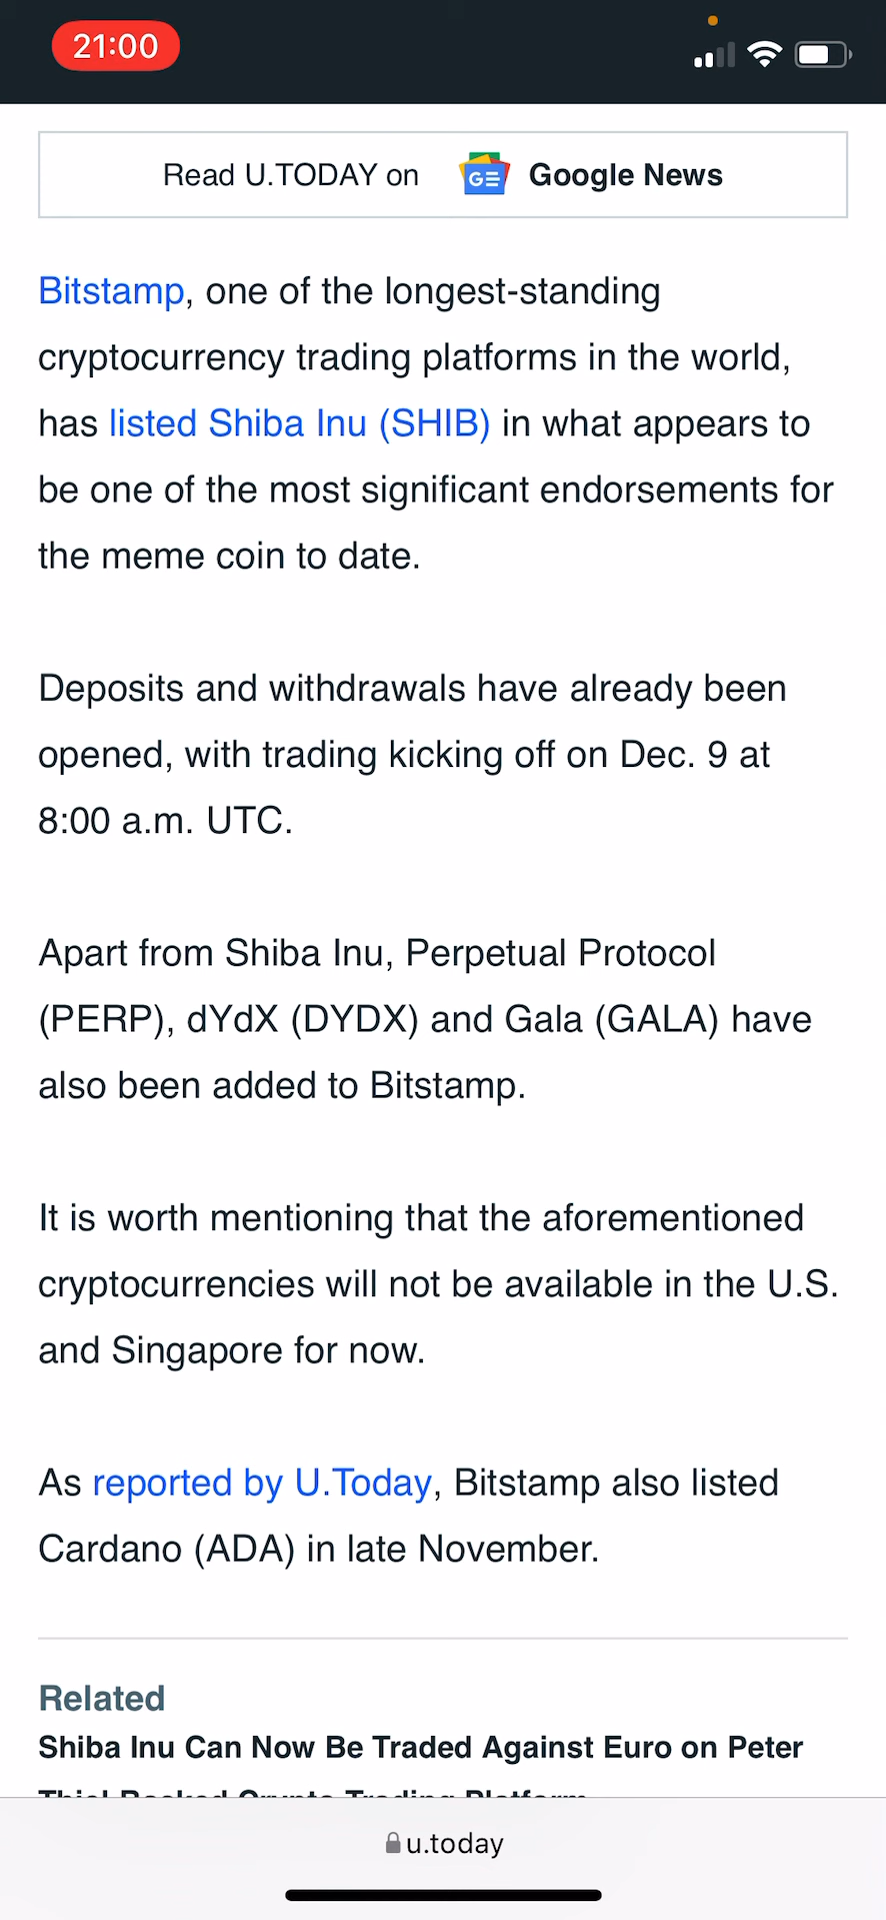 21:00
Read U.TODAY on GE Google News
Bitstamp, one of the longest-standing
cryptocurrency trading platforms in the world,
has listed Shiba Inu (SHIB) in what appears to
be one of the most significant endorsements for
the meme coin to date.
Deposits and withdrawals have already been
opened, with trading kicking off on Dec. 9 at
8:00 a.m. UTC.
Apart from Shiba Inu, Perpetual Protocol
(PERP), dYdX (DYDX) and Gala (GALA) have
also been added to Bitstamp.
It is worth mentioning that the aforementioned
cryptocurrencies will not be available in the U.S.
and Singapore for now.
As reported by U.Today, Bitstamp also listed
Cardano (ADA) in late November.
Related
Shiba Inu Can Now Be Traded Against Euro on Peter
Thiel Backed Crypto Trading Platform
u.today